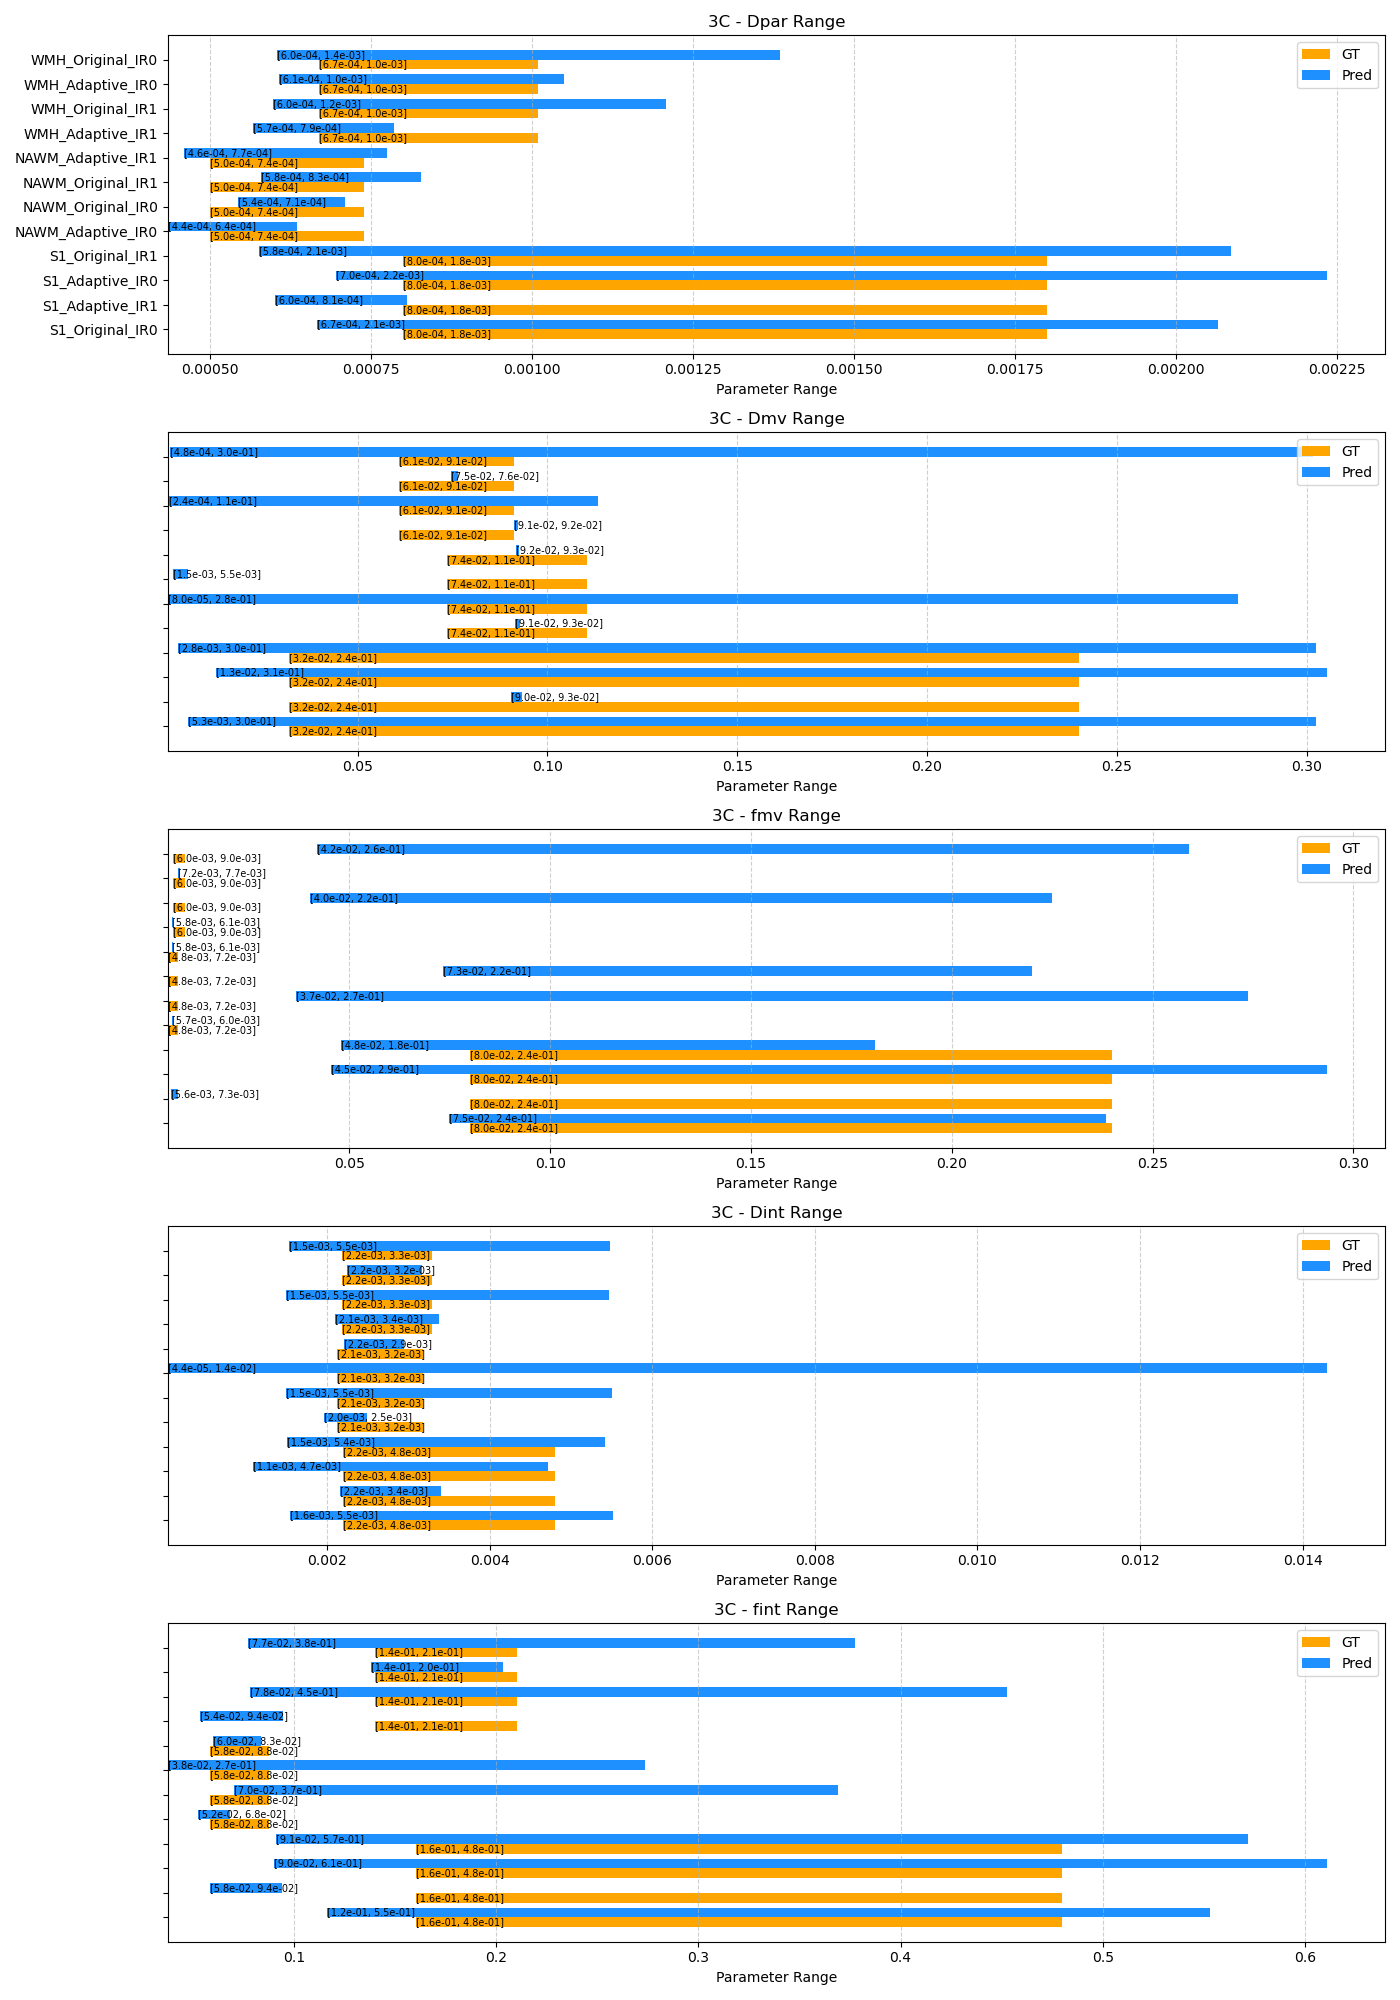 3C - Dpar Range
WMH_Original_IR0 [6.0e-04, 1.4e-03]
[6.7e-04, 1.0e-03]
WMH_Adaptive_IR0 [6.1e-04, 1.0e-03]
[6.7e-04, 1.0e-03]
WMH_Original_IR1 [6.0e-04, 1.2e-03]
[6.7e-04, 1.0e-03]
WMH_Adaptive_IR1 [5.7e-04, 7.9e-04]
[6.7e-04, 1.0e-03]
NAWM_Adaptive_IR1 [4.6e-04, 7.7e-04]
[5.0e-04, 7.4e-04]
NAWM_Original_IR1 [5.8e-04, 8.3e-04]
[5.0e-04, 7.4e-04]
NAWM_Original_IR0 [5.4e-04, 7.1e-04]
[5.0e-04, 7.4e-04]
NAWM_Adaptive_IR0 [4.4e-04, 6.4e-04]
[5.0e-04, 7.4e-04]
S1_Original_IR1 [5.8e-04, 2.1e-03]
[8.0e-04, 1.8e-03]
S1_Adaptive_IR0 [7.0e-04, 2.2e-03]
[8.0e-04, 1.8e-03]
S1_Adaptive_IR1 [6.0e-04, 8.1e-04]
[8.0e-04, 1.8e-03]
S1_Original_IR0 [6.7e-04, 2.1e-03]
[8.0e-04, 1.8e-03]
GT
Pred
0.00050 0.00075 0.00100 0.00125 0.00150 0.00175 0.00200 0.00225
Parameter Range
3C - Dmv Range
[4.8e-04, 3.0e-01]
[6.1e-02, 9.1e-02]
[7.5e-02, 7.6e-02]
[6.1e-02, 9.1e-02]
[2.4e-04, 1.1e-01]
[6.1e-02, 9.1e-02]
[9.1e-02, 9.2e-02]
[6.1e-02, 9.1e-02]
[9.2e-02, 9.3e-02]
[7.4e-02, 1.1e-01]
[1.5e-03, 5.5e-03]
[7.4e-02, 1.1e-01]
[8.0e-05, 2.8e-01]
[7.4e-02, 1.1e-01]
[9.1e-02, 9.3e-02]
[7.4e-02, 1.1e-01]
[2.8e-03, 3.0e-01]
[3.2e-02, 2.4e-01]
[1.3e-02, 3.1e-01]
[3.2e-02, 2.4e-01]
[9.0e-02, 9.3e-02]
[3.2e-02, 2.4e-01]
[5.3e-03, 3.0e-01]
[3.2e-02, 2.4e-01]
GT
Pred
0.05 0.10 0.15 0.20 0.25 0.30
Parameter Range
3C - fmv Range
[4.2e-02, 2.6e-01]
[6.0e-03, 9.0e-03]
[7.2e-03, 7.7e-03]
[6.0e-03, 9.0e-03]
[4.0e-02, 2.2e-01]
[6.0e-03, 9.0e-03]
[5.8e-03, 6.1e-03]
[6.0e-03, 9.0e-03]
[5.8e-03, 6.1e-03]
[4.8e-03, 7.2e-03]
[7.3e-02, 2.2e-01]
[4.8e-03, 7.2e-03]
[3.7e-02, 2.7e-01]
[4.8e-03, 7.2e-03]
[5.7e-03, 6.0e-03]
[4.8e-03, 7.2e-03]
[4.8e-02, 1.8e-01]
[8.0e-02, 2.4e-01]
[4.5e-02, 2.9e-01]
[8.0e-02, 2.4e-01]
[5.6e-03, 7.3e-03]
[8.0e-02, 2.4e-01]
[7.5e-02, 2.4e-01]
[8.0e-02, 2.4e-01]
GT
Pred
0.05 0.10 0.15 0.20 0.25 0.30
Parameter Range
3C - Dint Range
[1.5e-03, 5.5e-03]
[2.2e-03, 3.3e-03]
[2.2e-03, 3.2e-03]
[2.2e-03, 3.3e-03]
[1.5e-03, 5.5e-03]
[2.2e-03, 3.3e-03]
[2.1e-03, 3.4e-03]
[2.2e-03, 3.3e-03]
[2.2e-03, 2.9e-03]
[2.1e-03, 3.2e-03]
[4.4e-05, 1.4e-02]
[2.1e-03, 3.2e-03]
[1.5e-03, 5.5e-03]
[2.1e-03, 3.2e-03]
[2.0e-03, 2.5e-03]
[2.1e-03, 3.2e-03]
[1.5e-03, 5.4e-03]
[2.2e-03, 4.8e-03]
[1.1e-03, 4.7e-03]
[2.2e-03, 4.8e-03]
[2.2e-03, 3.4e-03]
[2.2e-03, 4.8e-03]
[1.6e-03, 5.5e-03]
[2.2e-03, 4.8e-03]
GT
Pred
0.002 0.004 0.006 0.008 0.010 0.012 0.014
Parameter Range
3C - fint Range
[7.7e-02, 3.8e-01]
[1.4e-01, 2.1e-01]
[1.4e-01, 2.0e-01]
[1.4e-01, 2.1e-01]
[7.8e-02, 4.5e-01]
[1.4e-01, 2.1e-01]
[5.4e-02, 9.4e-02]
[1.4e-01, 2.1e-01]
[6.0e-02, 8.3e-02]
[5.8e-02, 8.8e-02]
[3.8e-02, 2.7e-01]
[5.8e-02, 8.8e-02]
[7.0e-02, 3.7e-01]
[5.8e-02, 8.8e-02]
[5.2e-02, 6.8e-02]
[5.8e-02, 8.8e-02]
[9.1e-02, 5.7e-01]
[1.6e-01, 4.8e-01]
[9.0e-02, 6.1e-01]
[1.6e-01, 4.8e-01]
[5.8e-02, 9.4e-02]
[1.6e-01, 4.8e-01]
[1.2e-01, 5.5e-01]
[1.6e-01, 4.8e-01]
GT
Pred
0.1 0.2 0.3 0.4 0.5 0.6
Parameter Range